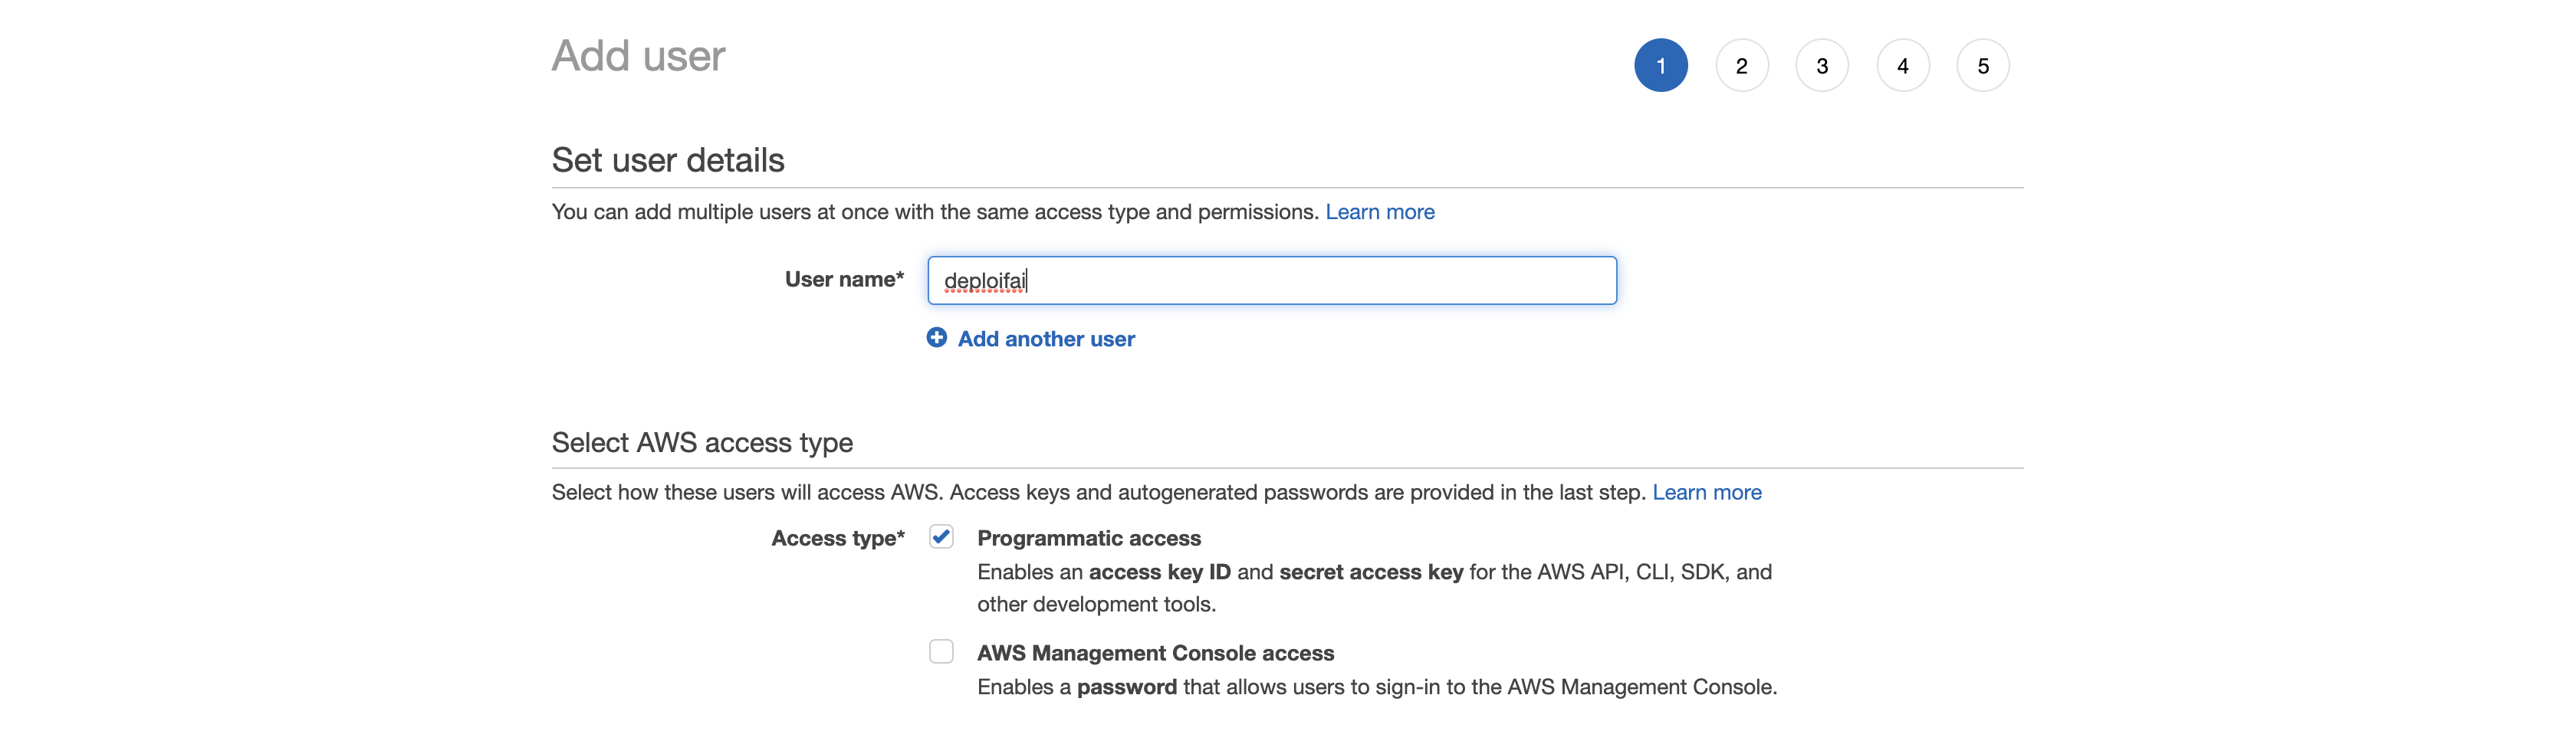 Add user
1 2 3 4 5
Set user details
You can add multiple users at once with the same access type and permissions. Learn more
User name* deploifai
Add another user
Select AWS access type
Select how these users will access AWS. Access keys and autogenerated passwords are provided in the last step. Learn more
Access type* Programmatic access
Enables an access key ID and secret access key for the AWS API, CLI, SDK, and
other development tools.
AWS Management Console access
Enables a password that allows users to sign-in to the AWS Management Console.